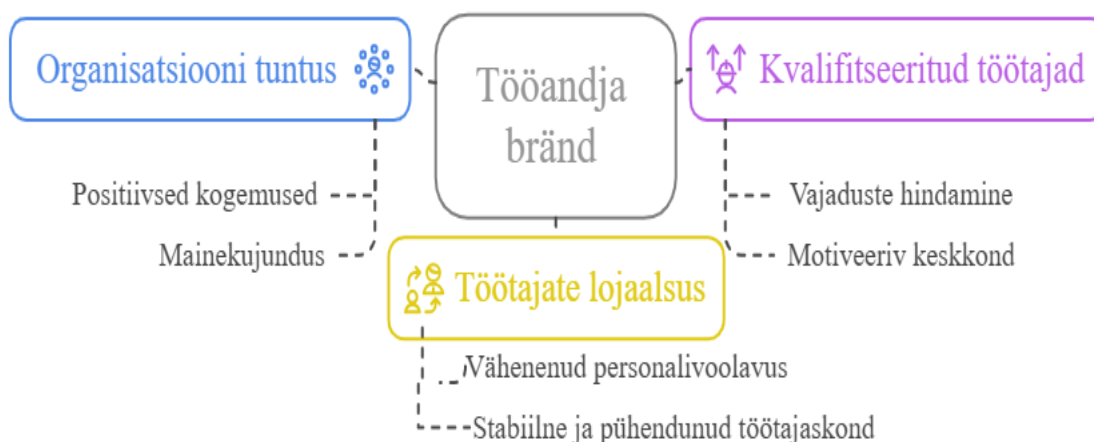 Organisatsiooni tuntus
Tööandja
bränd
Kvalifitseeritud töötajad
Positiivsed kogemused
Mainekujundus
Vajaduste hindamine
Motiveeriv keskkond
Töötajate lojaalsus
Vähenenud personalivoolavus
Stabiilne ja pühendunud töötajaskond